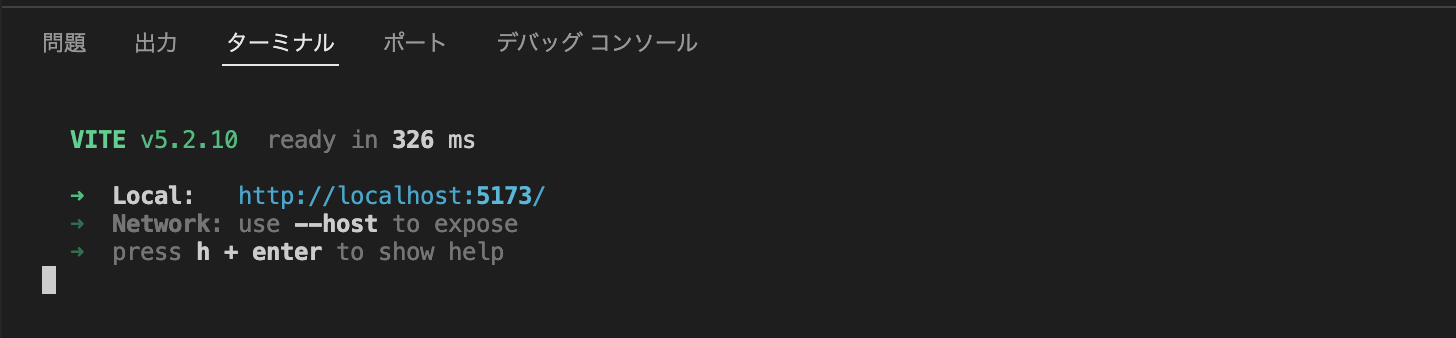 問題 出力 ターミナル ポート デバッグ コンソール
VITE v5.2.10 ready in 326 ms
➜ Local: http://localhost:5173/
➜ Network: use --host to expose
➜ press h + enter to show help